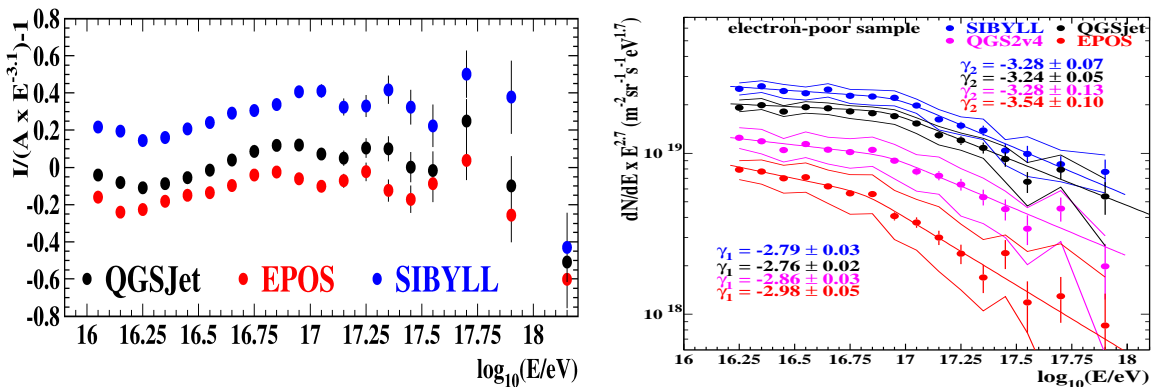 I/(A x E^-3.1)-1
0.8
0.6
0.4
0.2
0
-0.2
-0.4
-0.6
-0.8
QGSJet EPOS SIBYLL
16 16.25 16.5 16.75 17 17.25 17.5 17.75 18
log10(E/eV)
dN/dE x E^2.7 (m^-2 sr^-1 s^-1 eV^1.7)
electron-poor sample
SIBYLL QGSjet
QGS2v4 EPOS
γ2 = -3.28 ± 0.07
γ2 = -3.24 ± 0.05
γ2 = -3.28 ± 0.13
γ2 = -3.54 ± 0.10
10^19
γ1 = -2.79 ± 0.03
γ1 = -2.76 ± 0.02
γ1 = -2.86 ± 0.03
γ1 = -2.98 ± 0.05
10^18
16 16.25 16.5 16.75 17 17.25 17.5 17.75 18
log10(E/eV)